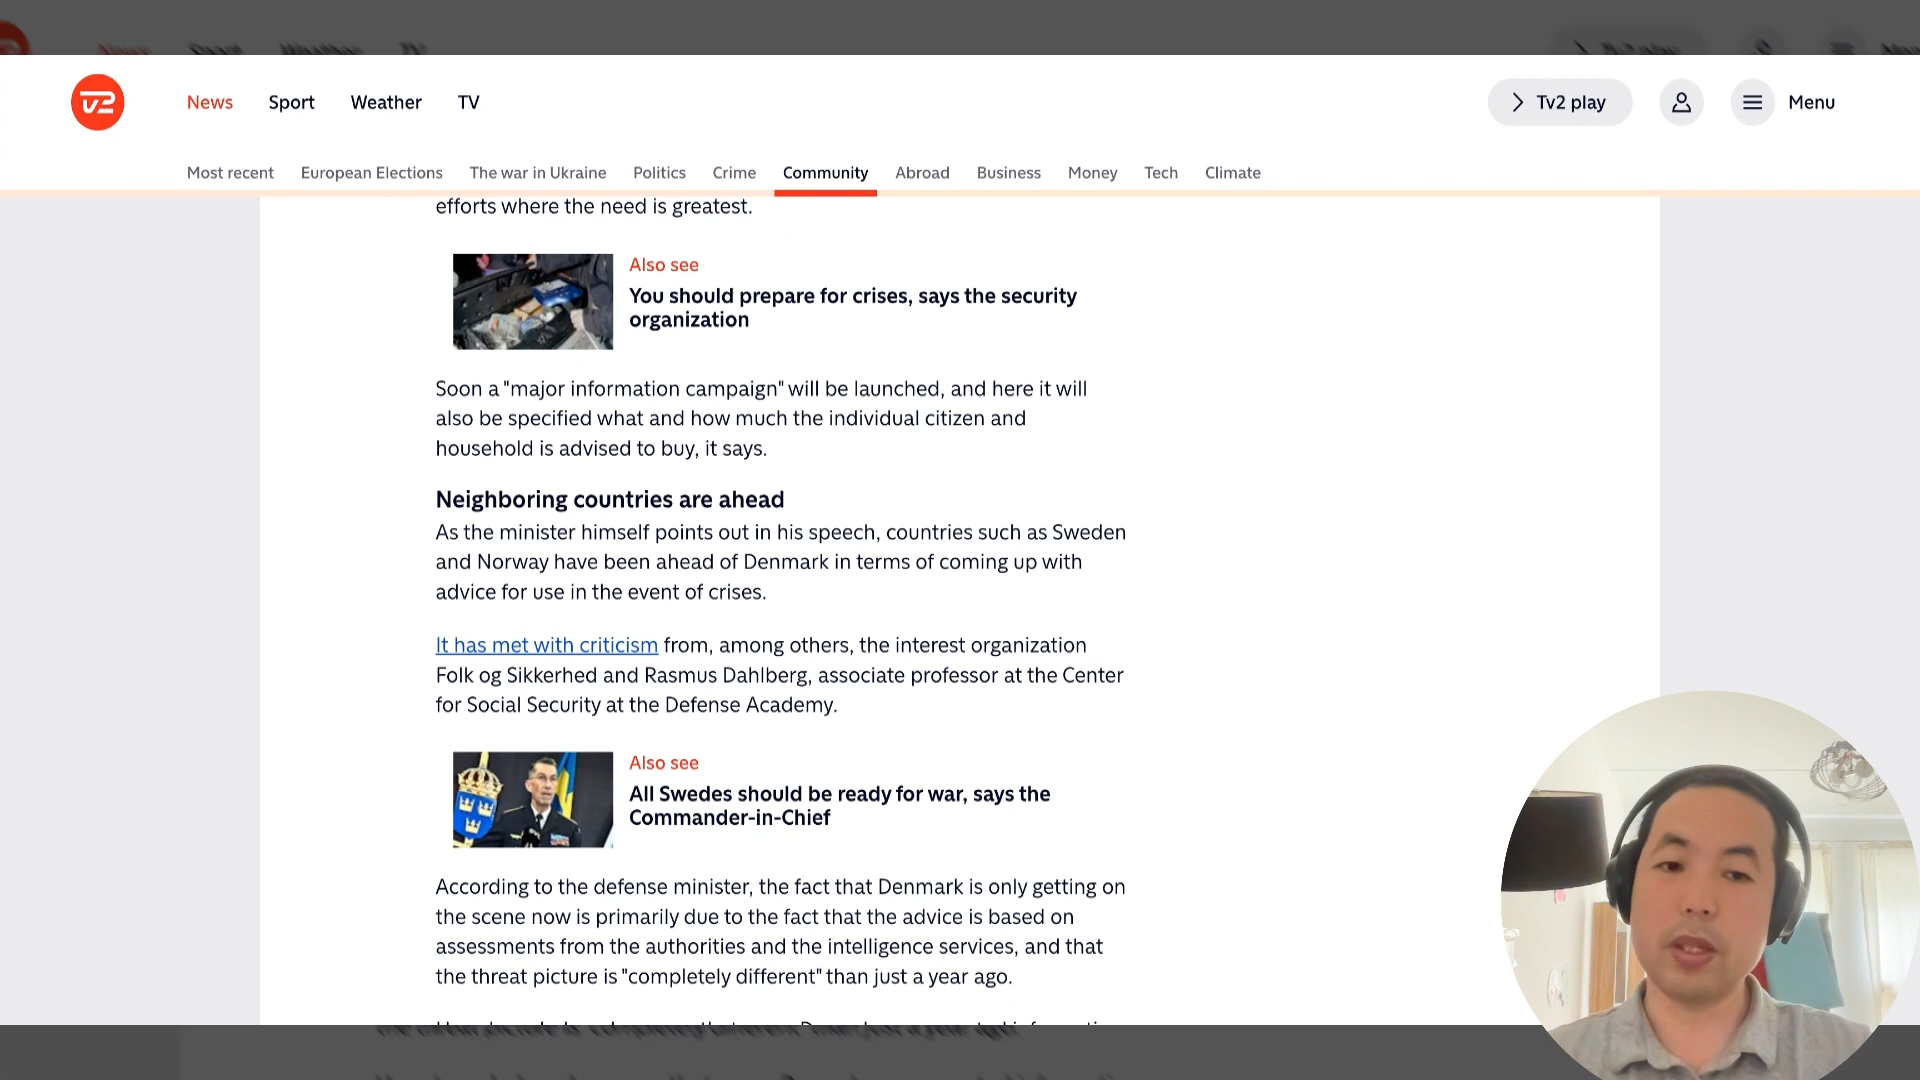 TV2
News Sport Weather TV
Tv2 play
Menu
Most recent European Elections The war in Ukraine Politics Crime Community Abroad Business Money Tech Climate
efforts where the need is greatest.
Also see
You should prepare for crises, says the security
organization
Soon a "major information campaign" will be launched, and here it will
also be specified what and how much the individual citizen and
household is advised to buy, it says.
Neighboring countries are ahead
As the minister himself points out in his speech, countries such as Sweden
and Norway have been ahead of Denmark in terms of coming up with
advice for use in the event of crises.
It has met with criticism from, among others, the interest organization
Folk og Sikkerhed and Rasmus Dahlberg, associate professor at the Center
for Social Security at the Defense Academy.
Also see
All Swedes should be ready for war, says the
Commander-in-Chief
According to the defense minister, the fact that Denmark is only getting on
the scene now is primarily due to the fact that the advice is based on
assessments from the authorities and the intelligence services, and that
the threat picture is "completely different" than just a year ago.